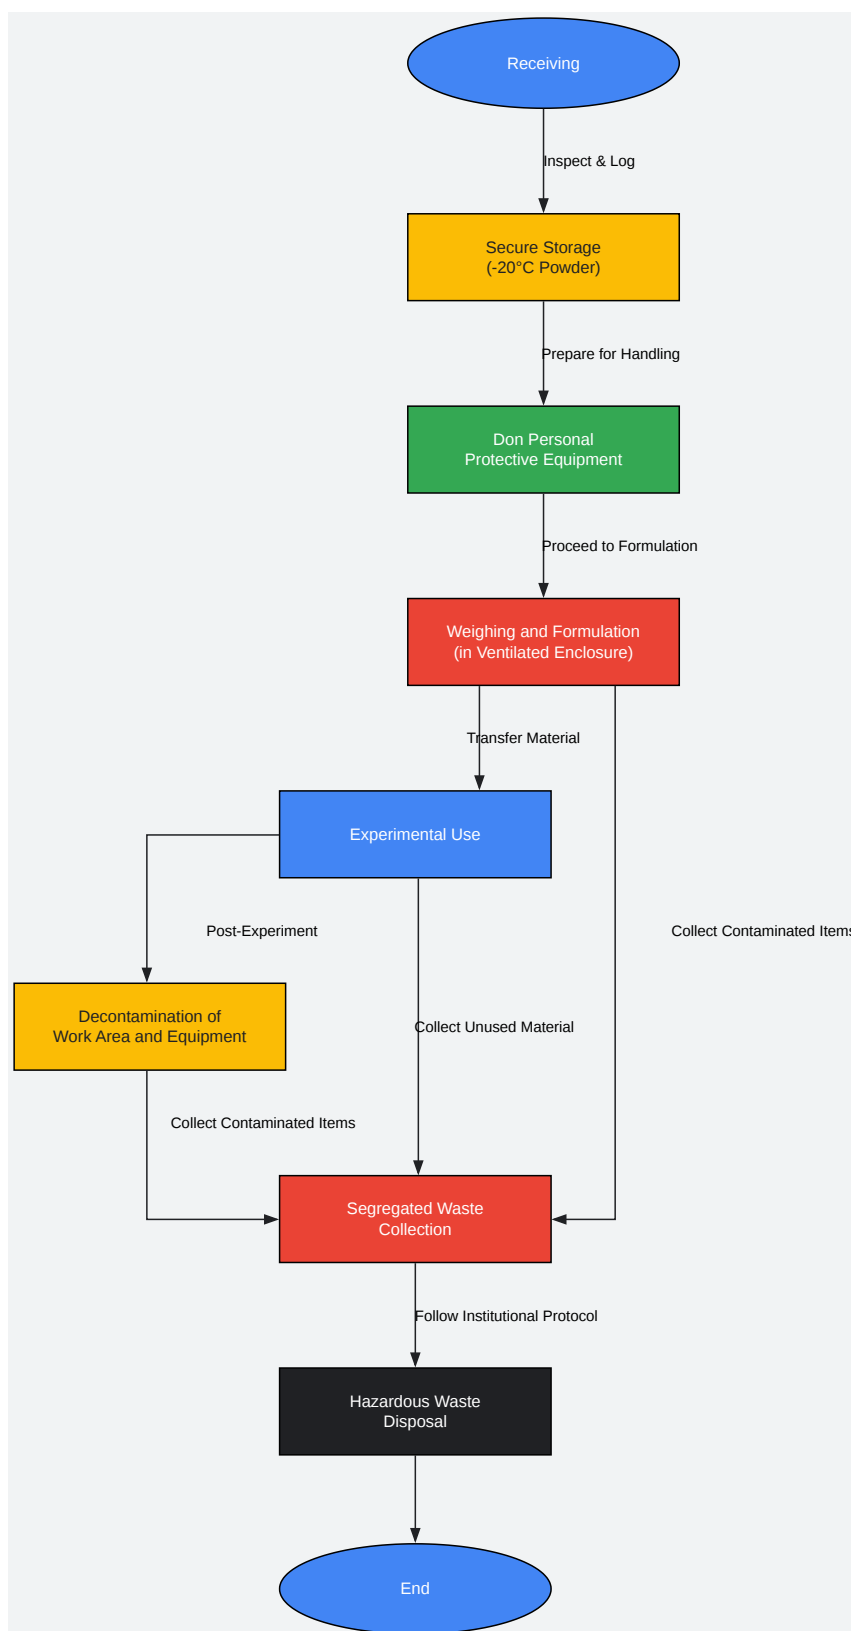 Receiving
Inspect & Log
Secure Storage
(-20°C Powder)
Prepare for Handling
Don Personal
Protective Equipment
Proceed to Formulation
Weighing and Formulation
(in Ventilated Enclosure)
Transfer Material
Experimental Use
Post-Experiment
Collect Contaminated Items
Decontamination of
Work Area and Equipment
Collect Unused Material
Collect Contaminated Items
Segregated Waste
Collection
Follow Institutional Protocol
Hazardous Waste
Disposal
End